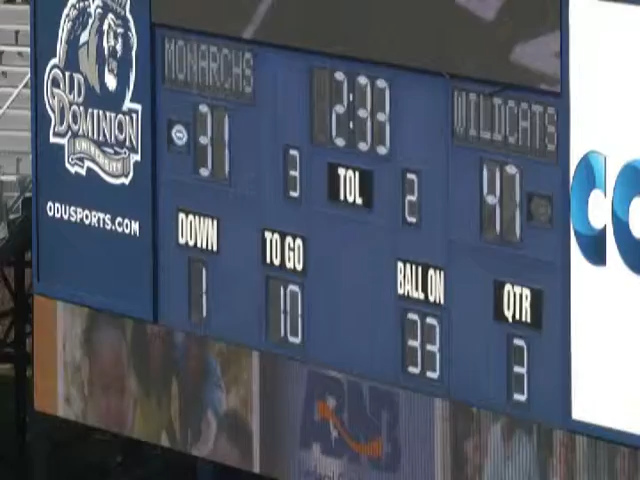 OLD DOMINION
UNIVERSITY
ODUSPORTS.COM
MONARCHS 2:33 WILDCATS
31 3 TOL 2 41
DOWN TO GO BALL ON QTR
1 10 33 3